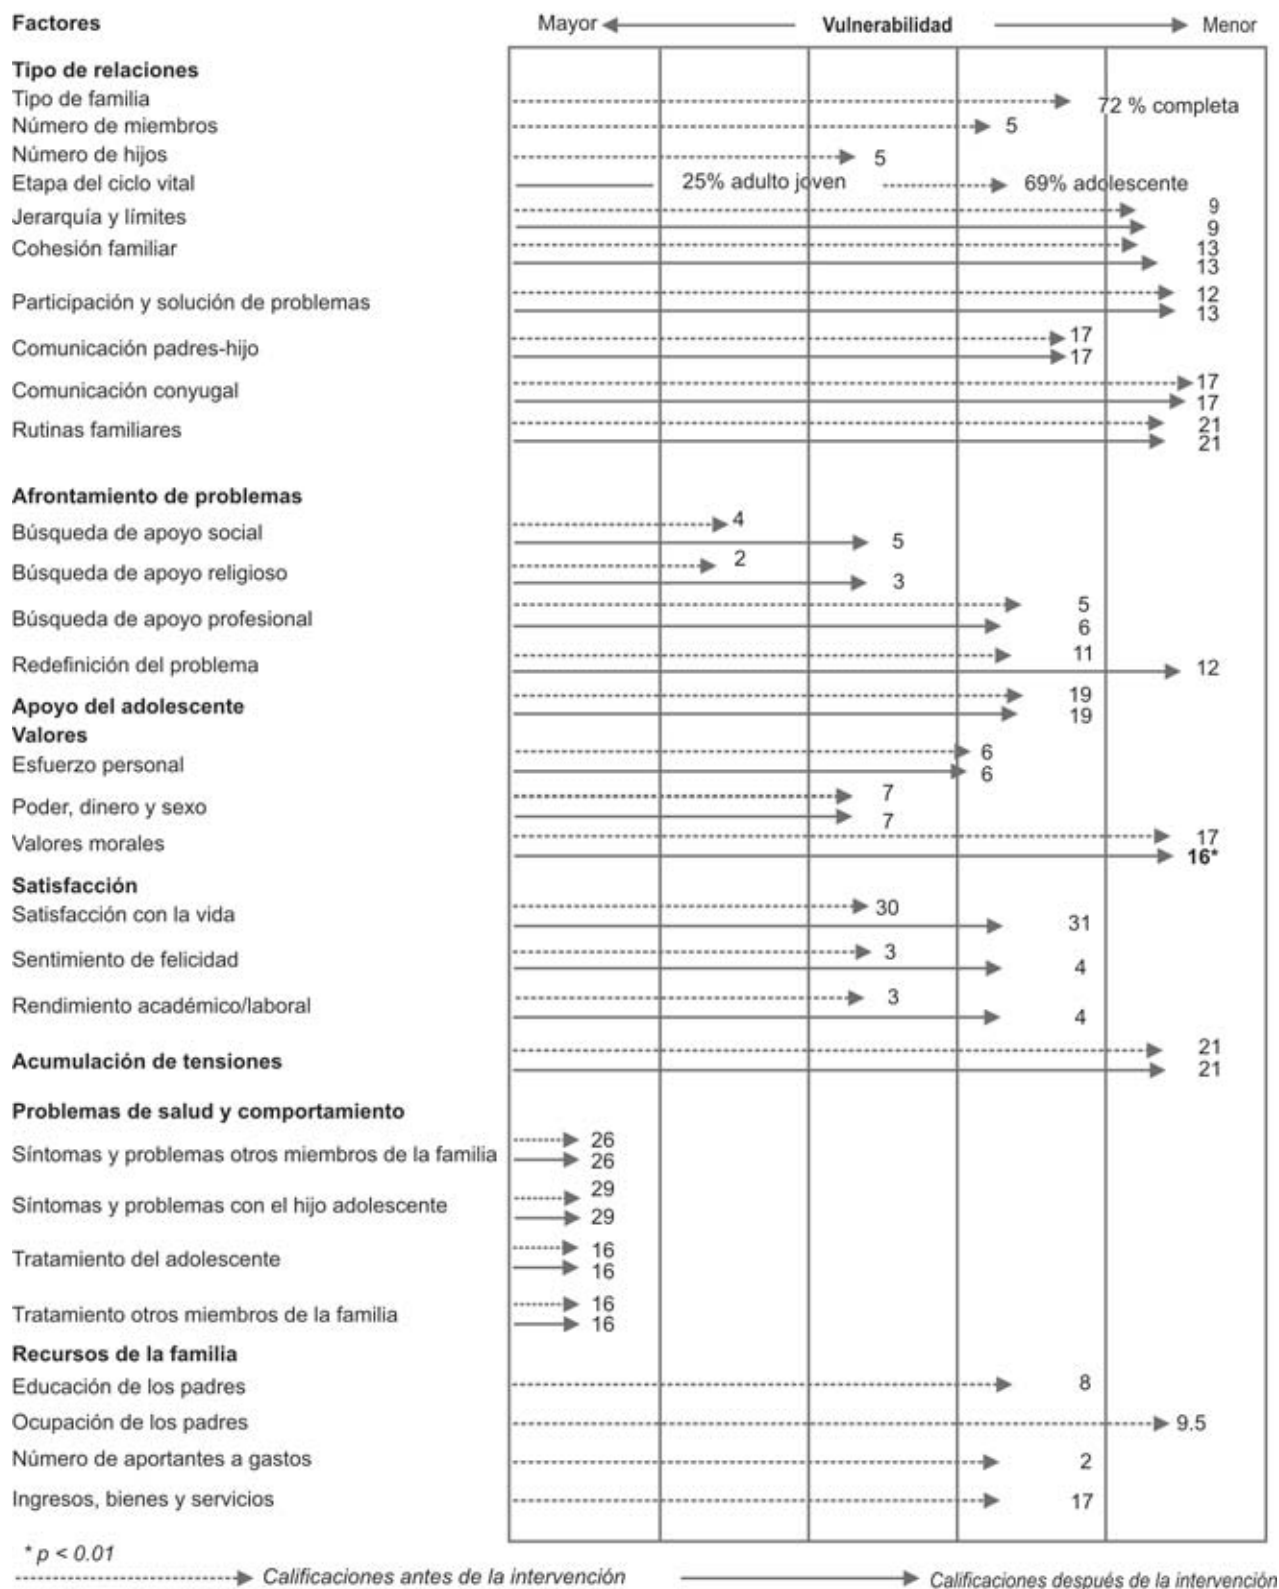 Factores Mayor Vulnerabilidad Menor
Tipo de relaciones
Tipo de familia 72 % completa
Número de miembros 5
Número de hijos 5
Etapa del ciclo vital 25% adulto joven 69% adolescente
Jerarquía y límites 9
9
Cohesión familiar 13
13
Participación y solución de problemas 12
13
Comunicación padres-hijo 17
17
Comunicación conyugal 17
17
Rutinas familiares 21
21
Afrontamiento de problemas
Búsqueda de apoyo social 4
5
Búsqueda de apoyo religioso 2
3
Búsqueda de apoyo profesional 5
6
Redefinición del problema 11
12
Apoyo del adolescente 19
19
Valores
Esfuerzo personal 6
6
Poder, dinero y sexo 7
7
Valores morales 17
16*
Satisfacción
Satisfacción con la vida 30
31
Sentimiento de felicidad 3
4
Rendimiento académico/laboral 3
4
Acumulación de tensiones 21
21
Problemas de salud y comportamiento
Síntomas y problemas otros miembros de la familia 26
26
Síntomas y problemas con el hijo adolescente 29
29
Tratamiento del adolescente 16
16
Tratamiento otros miembros de la familia 16
16
Recursos de la familia
Educación de los padres 8
Ocupación de los padres 9.5
Número de aportantes a gastos 2
Ingresos, bienes y servicios 17
* p < 0.01
Calificaciones antes de la intervención Calificaciones después de la intervención